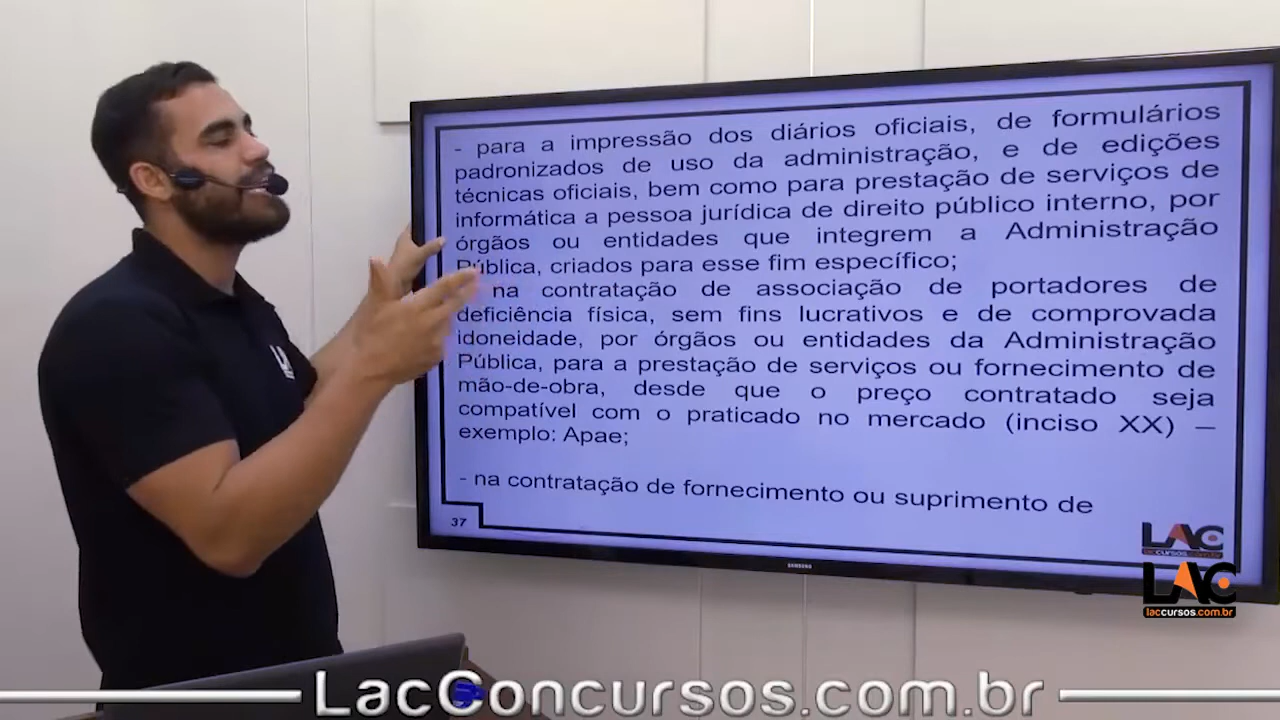 - para a impressão dos diários oficiais, de formulários
padronizados de uso da administração, e de edições
técnicas oficiais, bem como para prestação de serviços de
informática a pessoa jurídica de direito público interno, por
órgãos ou entidades que integrem a Administração
Pública, criados para esse fim específico;
na contratação de associação de portadores de
deficiência física, sem fins lucrativos e de comprovada
idoneidade, por órgãos ou entidades da Administração
Pública, para a prestação de serviços ou fornecimento de
mão-de-obra, desde que o preço contratado seja
compatível com o praticado no mercado (inciso XX) –
exemplo: Apae;
- na contratação de fornecimento ou suprimento de
37
LAC
laccursos.com.br
SAMSUNG
LAC
laccursos.com.br
LacConcursos.com.br